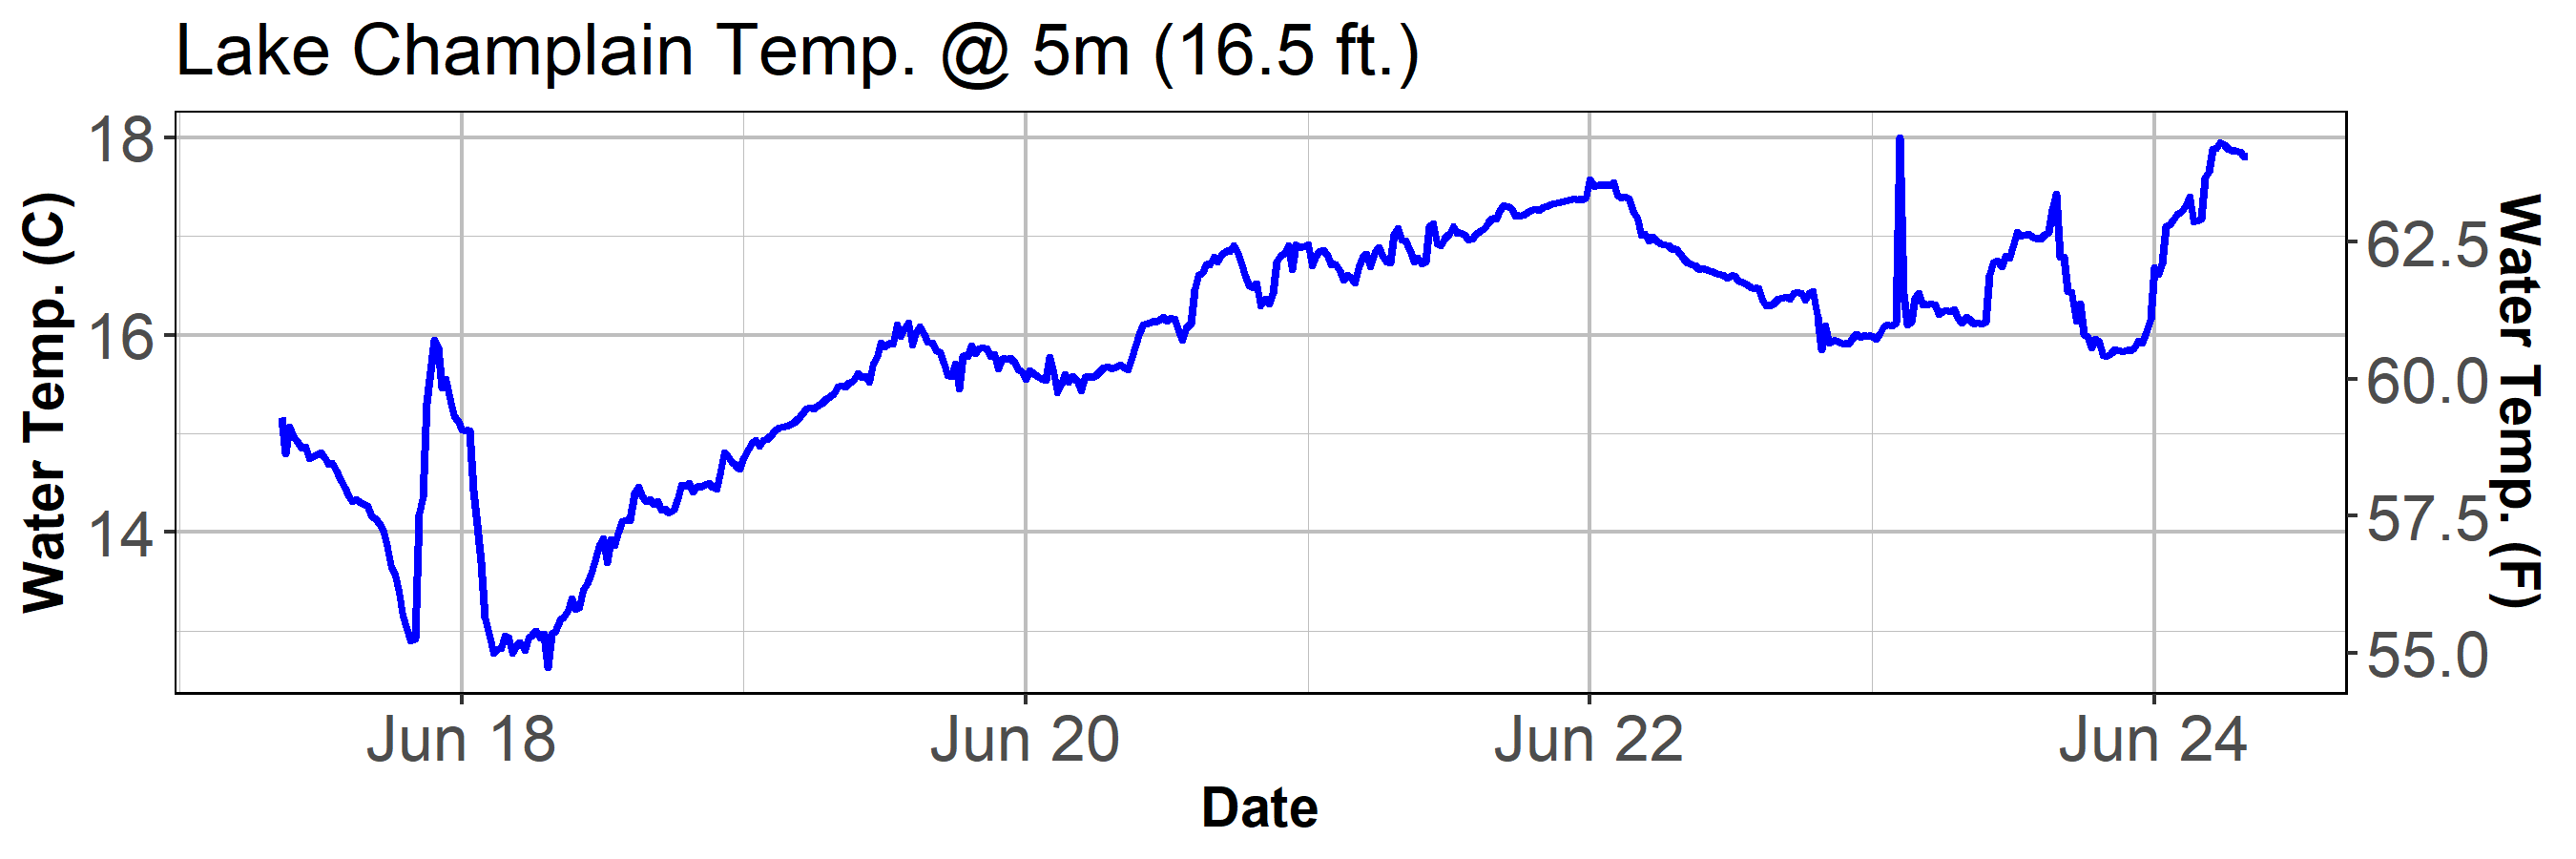 Lake Champlain Temp. @ 5m (16.5 ft.)
18
16
14
Water Temp. (C)
62.5
60.0
57.5
55.0
Water Temp. (F)
Jun 18 Jun 20 Jun 22 Jun 24
Date